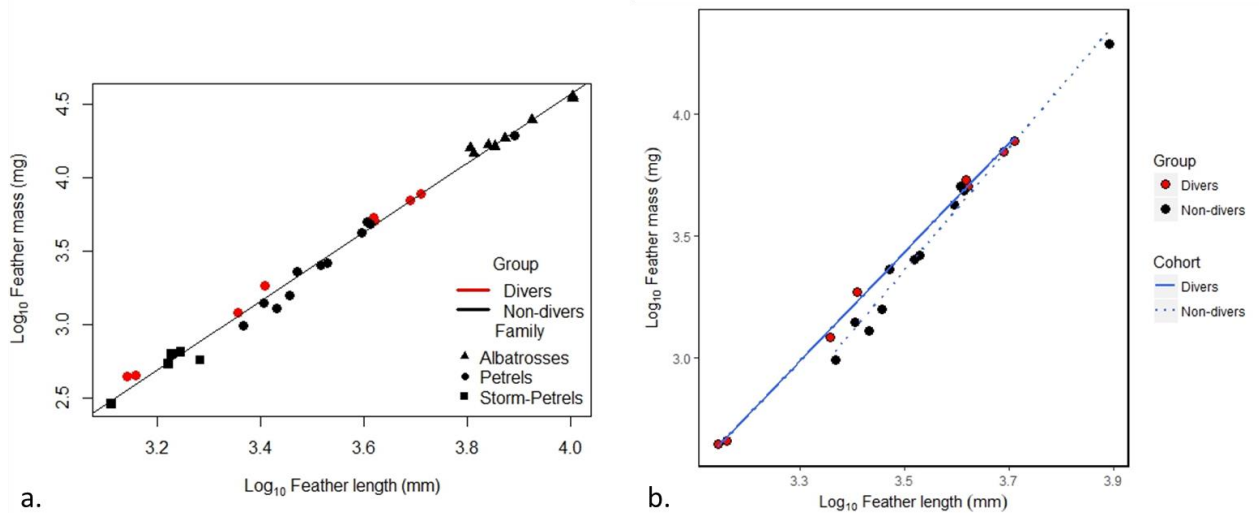 4.5
4.0
3.5
3.0
2.5
Log10 Feather mass (mg)
Group
Divers
Non-divers
Family
Albatrosses
Petrels
Storm-Petrels
3.2 3.4 3.6 3.8 4.0
Log10 Feather length (mm)
a.
4.0
3.5
3.0
Log10 Feather mass (mg)
3.3 3.5 3.7 3.9
Log10 Feather length (mm)
b.
Group
Divers
Non-divers
Cohort
Divers
Non-divers